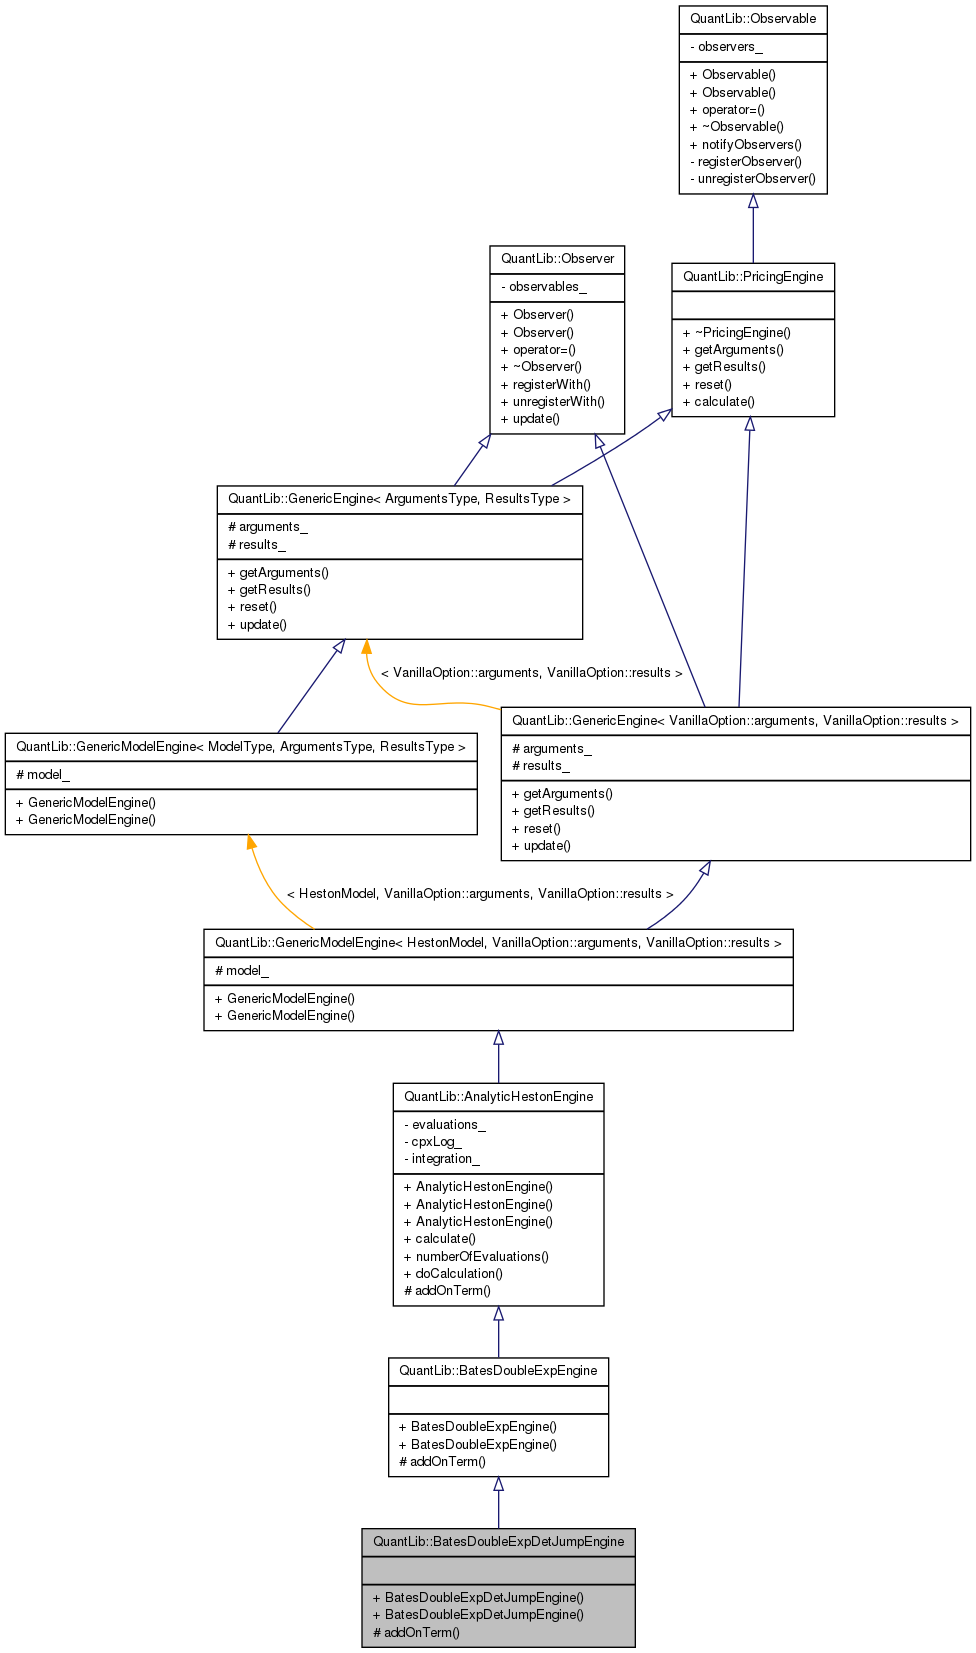 QuantLib::Observable
- observers_
+ Observable()
+ Observable()
+ operator=()
+ ~Observable()
+ notifyObservers()
- registerObserver()
- unregisterObserver()
QuantLib::Observer
- observables_
+ Observer()
+ Observer()
+ operator=()
+ ~Observer()
+ registerWith()
+ unregisterWith()
+ update()
QuantLib::PricingEngine
+ ~PricingEngine()
+ getArguments()
+ getResults()
+ reset()
+ calculate()
QuantLib::GenericEngine< ArgumentsType, ResultsType >
# arguments_
# results_
+ getArguments()
+ getResults()
+ reset()
+ update()
< VanillaOption::arguments, VanillaOption::results >
QuantLib::GenericEngine< VanillaOption::arguments, VanillaOption::results >
# arguments_
# results_
+ getArguments()
+ getResults()
+ reset()
+ update()
QuantLib::GenericModelEngine< ModelType, ArgumentsType, ResultsType >
# model_
+ GenericModelEngine()
+ GenericModelEngine()
< HestonModel, VanillaOption::arguments, VanillaOption::results >
QuantLib::GenericModelEngine< HestonModel, VanillaOption::arguments, VanillaOption::results >
# model_
+ GenericModelEngine()
+ GenericModelEngine()
QuantLib::AnalyticHestonEngine
- evaluations_
- cpxLog_
- integration_
+ AnalyticHestonEngine()
+ AnalyticHestonEngine()
+ AnalyticHestonEngine()
+ calculate()
+ numberOfEvaluations()
+ doCalculation()
# addOnTerm()
QuantLib::BatesDoubleExpEngine
+ BatesDoubleExpEngine()
+ BatesDoubleExpEngine()
# addOnTerm()
QuantLib::BatesDoubleExpDetJumpEngine
+ BatesDoubleExpDetJumpEngine()
+ BatesDoubleExpDetJumpEngine()
# addOnTerm()